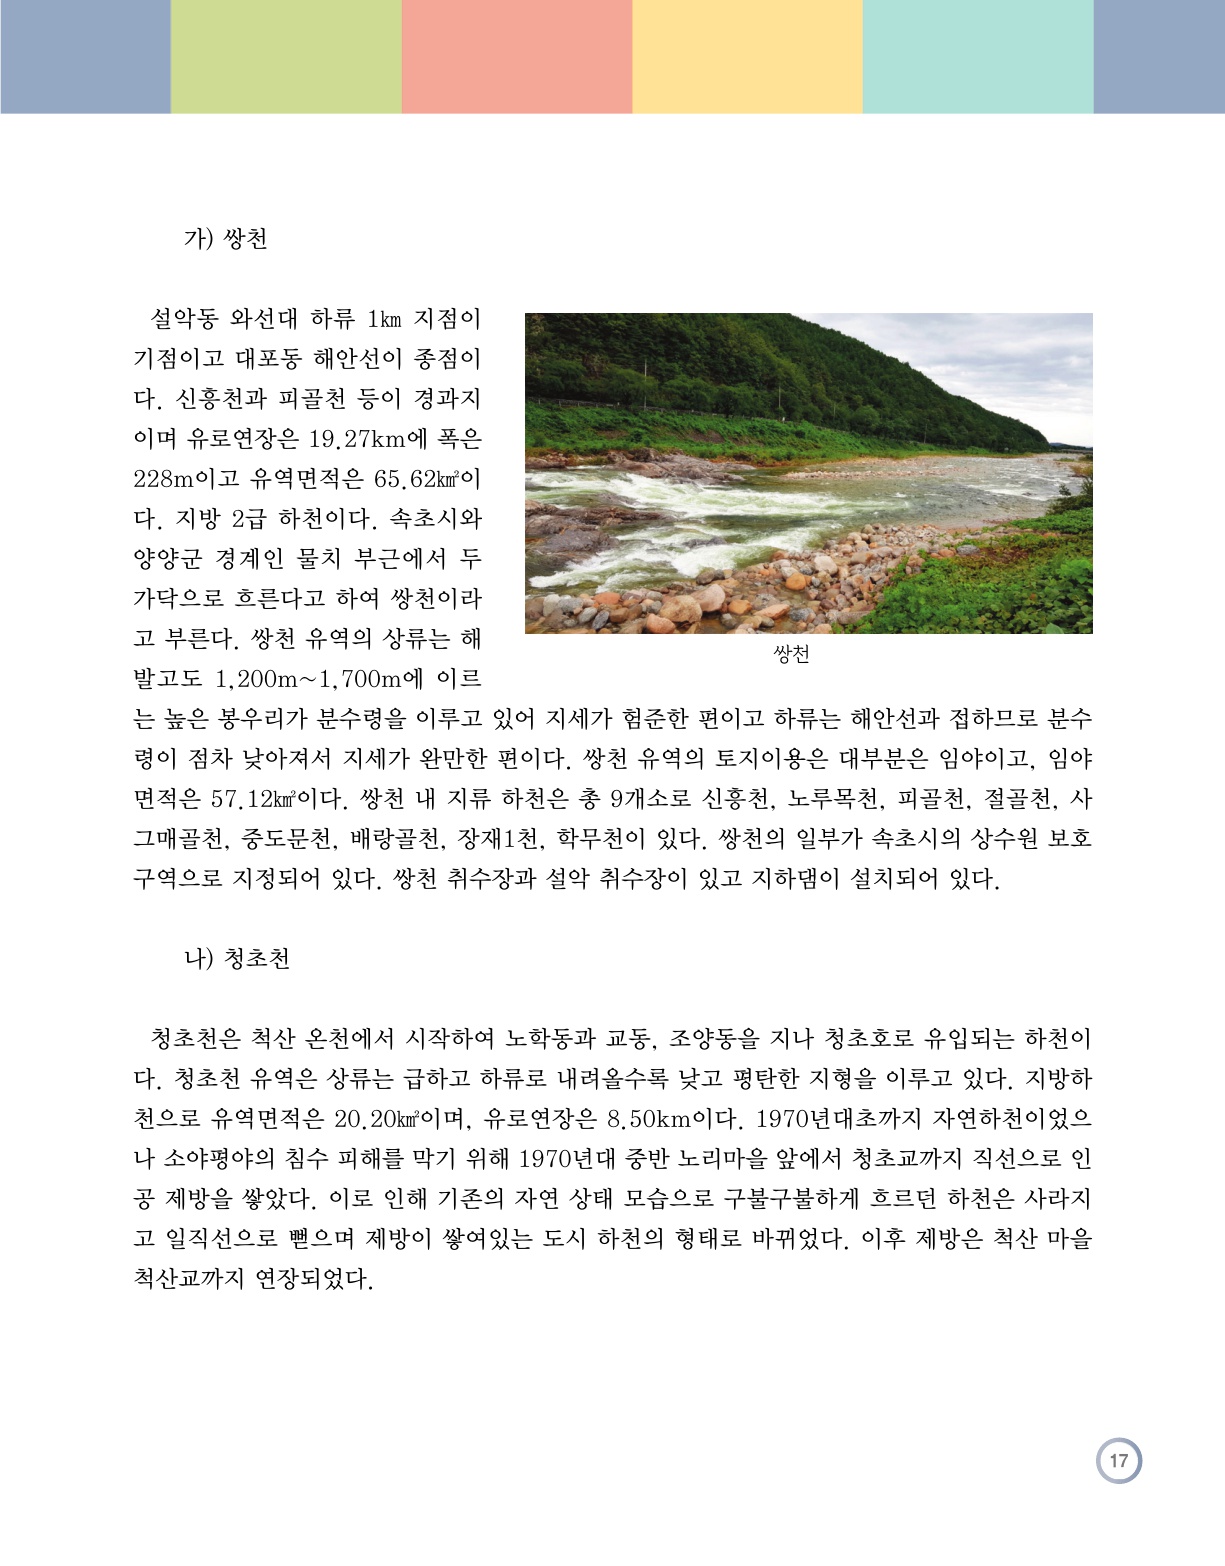 가) 쌍천
설악동 와선대 하류 1㎞ 지점이
기점이고 대포동 해안선이 종점이
다. 신흥천과 피골천 등이 경과지
이며 유로연장은 19.27km에 폭은
228m이고 유역면적은 65.62㎢이
다. 지방 2급 하천이다. 속초시와
양양군 경계인 물치 부근에서 두
가닥으로 흐른다고 하여 쌍천이라
고 부른다. 쌍천 유역의 상류는 해
발고도 1,200m~1,700m에 이르
쌍천
는 높은 봉우리가 분수령을 이루고 있어 지세가 험준한 편이고 하류는 해안선과 접하므로 분수
령이 점차 낮아져서 지세가 완만한 편이다. 쌍천 유역의 토지이용은 대부분은 임야이고, 임야
면적은 57.12㎢이다. 쌍천 내 지류 하천은 총 9개소로 신흥천, 노루목천, 피골천, 절골천, 사
그매골천, 중도문천, 배랑골천, 장재1천, 학무천이 있다. 쌍천의 일부가 속초시의 상수원 보호
구역으로 지정되어 있다. 쌍천 취수장과 설악 취수장이 있고 지하댐이 설치되어 있다.
나) 청초천
청초천은 척산 온천에서 시작하여 노학동과 교동, 조양동을 지나 청초호로 유입되는 하천이
다. 청초천 유역은 상류는 급하고 하류로 내려올수록 낮고 평탄한 지형을 이루고 있다. 지방하
천으로 유역면적은 20.20㎢이며, 유로연장은 8.50km이다. 1970년대초까지 자연하천이었으
나 소야평야의 침수 피해를 막기 위해 1970년대 중반 노리마을 앞에서 청초교까지 직선으로 인
공 제방을 쌓았다. 이로 인해 기존의 자연 상태 모습으로 구불구불하게 흐르던 하천은 사라지
고 일직선으로 뻗으며 제방이 쌓여있는 도시 하천의 형태로 바뀌었다. 이후 제방은 척산 마을
척산교까지 연장되었다.
17